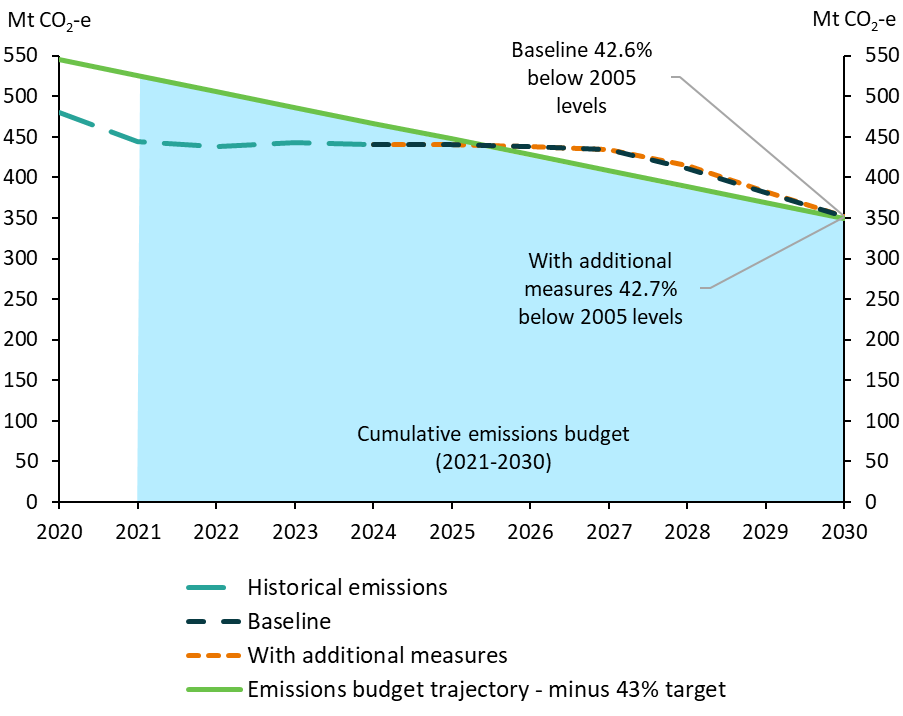 Mt CO₂-e
Mt CO₂-e
550
500
450
400
350
300
250
200
150
100
50
0
550
500
450
400
350
300
250
200
150
100
50
0
Baseline 42.6%
below 2005
levels
With additional
measures 42.7%
below 2005 levels
Cumulative emissions budget
(2021-2030)
2020 2021 2022 2023 2024 2025 2026 2027 2028 2029 2030
Historical emissions
Baseline
With additional measures
Emissions budget trajectory - minus 43% target